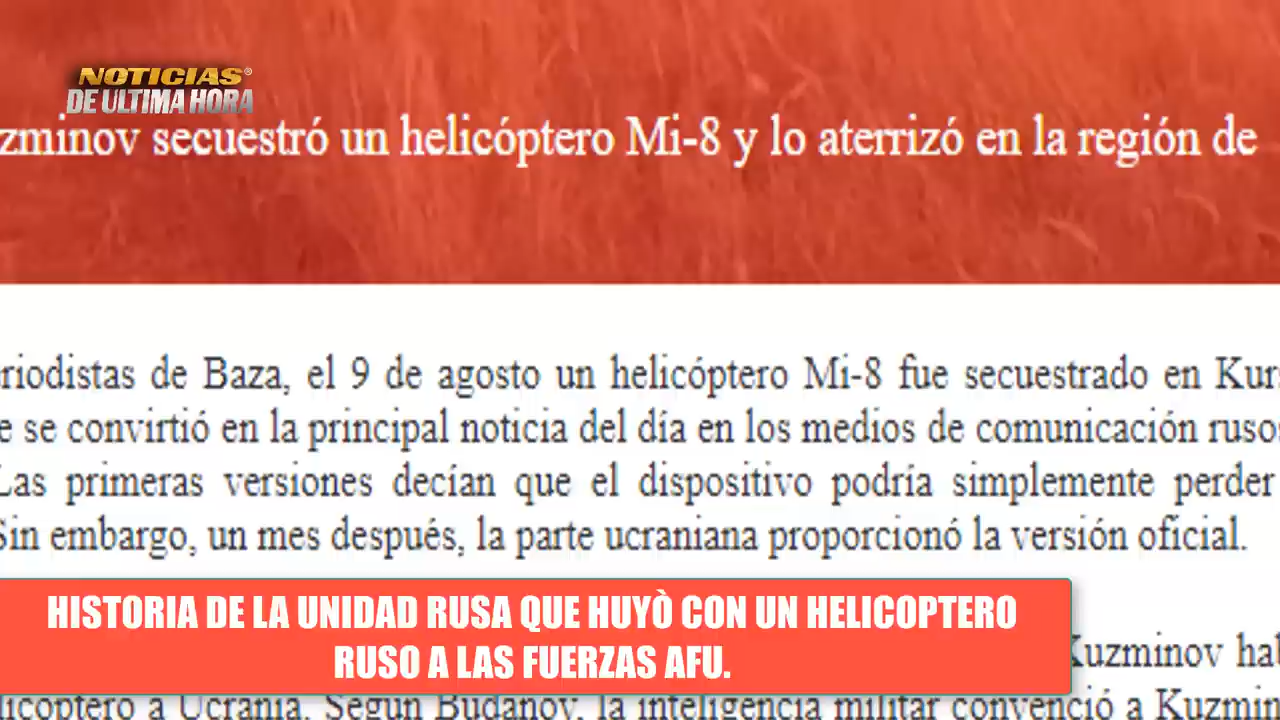 NOTICIAS®
DE ULTIMA HORA
uzminov secuestró un helicóptero Mi-8 y lo aterrizó en la región de
riodistas de Baza, el 9 de agosto un helicóptero Mi-8 fue secuestrado en Kurs
e se convirtió en la principal noticia del día en los medios de comunicación rusos
Las primeras versiones decían que el dispositivo podría simplemente perder
Sin embargo, un mes después, la parte ucraniana proporcionó la versión oficial.
HISTORIA DE LA UNIDAD RUSA QUE HUYÒ CON UN HELICOPTERO
RUSO A LAS FUERZAS AFU.
Kuzminov hab
licóptero a Ucrania. Según Budanov, la inteligencia militar convenció a Kuzmin